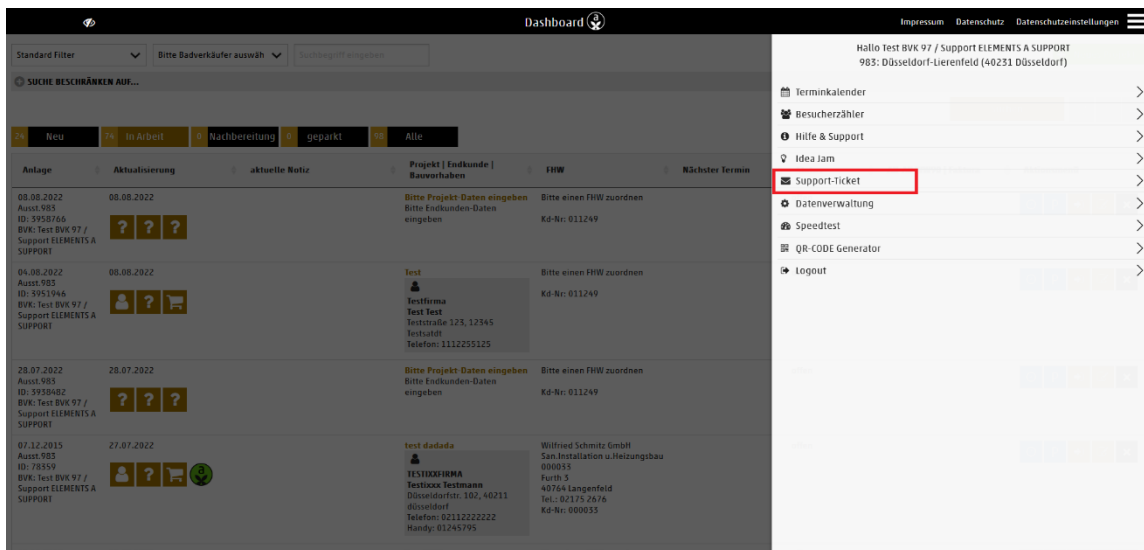 Dashboard
Impressum Datenschutz Datenschutzeinstellungen
Standard Filter
Bitte Badverkäufer auswäh
Suchbegriff eingeben
SUCHE BESCHRÄNKEN AUF...
Hallo Test BVK 97 / Support ELEMENTS A SUPPORT
983: Düsseldorf-Lierenfeld (40231 Düsseldorf)
Terminkalender
Besucherzähler
Hilfe & Support
Idea Jam
Support-Ticket
Datenverwaltung
Speedtest
QR-CODE Generator
Logout
24 Neu
74 In Arbeit
0 Nachbereitung
0 geparkt
98 Alle
Anlage
Aktualisierung
aktuelle Notiz
Projekt | Endkunde |
Bauvorhaben
FHW
Nächster Termin
08.08.2022
Ausst.983
ID: 3958766
BVK: Test BVK 97 /
Support ELEMENTS A
SUPPORT
08.08.2022
? ? ?
Bitte Projekt-Daten eingeben
Bitte Endkunden-Daten
eingeben
Bitte einen FHW zuordnen
Kd-Nr: 011249
04.08.2022
Ausst.983
ID: 3951946
BVK: Test BVK 97 /
Support ELEMENTS A
SUPPORT
08.08.2022
?
Test
Testfirma
Test Test
Teststraße 123, 12345
Testsatdt
Telefon: 1112255125
Bitte einen FHW zuordnen
Kd-Nr: 011249
28.07.2022
Ausst.983
ID: 3938482
BVK: Test BVK 97 /
Support ELEMENTS A
SUPPORT
28.07.2022
? ? ?
Bitte Projekt-Daten eingeben
Bitte Endkunden-Daten
eingeben
Bitte einen FHW zuordnen
Kd-Nr: 011249
07.12.2015
Ausst.983
ID: 78359
BVK: Test BVK 97 /
Support ELEMENTS A
SUPPORT
27.07.2022
?
test dadada
TESTIXXFIRMA
Testixxx Testmann
Düsseldorfstr. 102, 40211
düsseldorf
Telefon: 02112222222
Handy: 01245795
Wilfried Schmitz GmbH
San.Installation u.Heizungsbau
000033
Furth 3
40764 Langenfeld
Tel.: 02175 2676
Kd-Nr: 000033